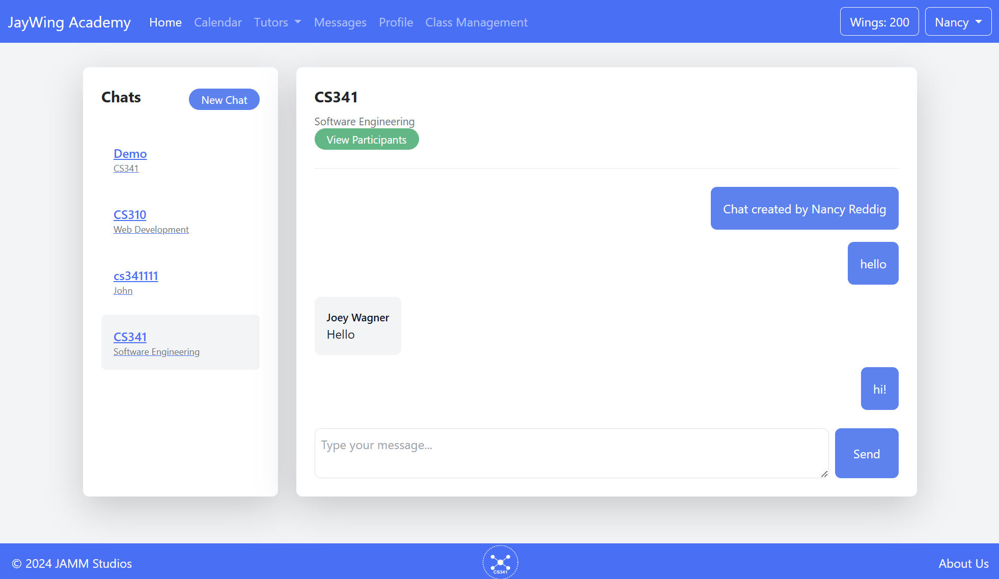 JayWing Academy Home Calendar Tutors Messages Profile Class Management Wings: 200 Nancy
Chats
New Chat
Demo
CS341
CS310
Web Development
cs341111
John
CS341
Software Engineering
CS341
Software Engineering
View Participants
Chat created by Nancy Reddig
hello
Joey Wagner
Hello
hi!
Type your message...
Send
© 2024 JAMM Studios
CS341
About Us